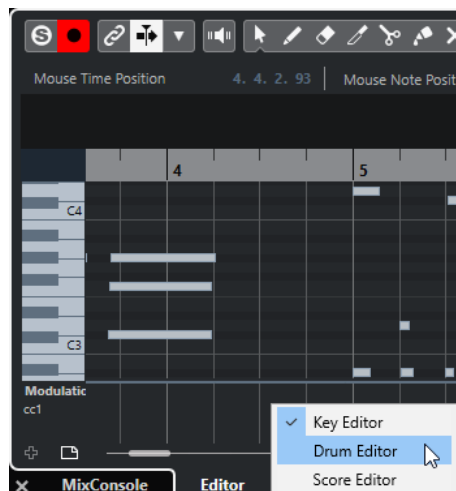 S
Mouse Time Position 4. 4. 2. 93 Mouse Note Posit
4 5
C4
C3
Modulatic
cc1
Key Editor
Drum Editor
Score Editor
MixConsole Editor